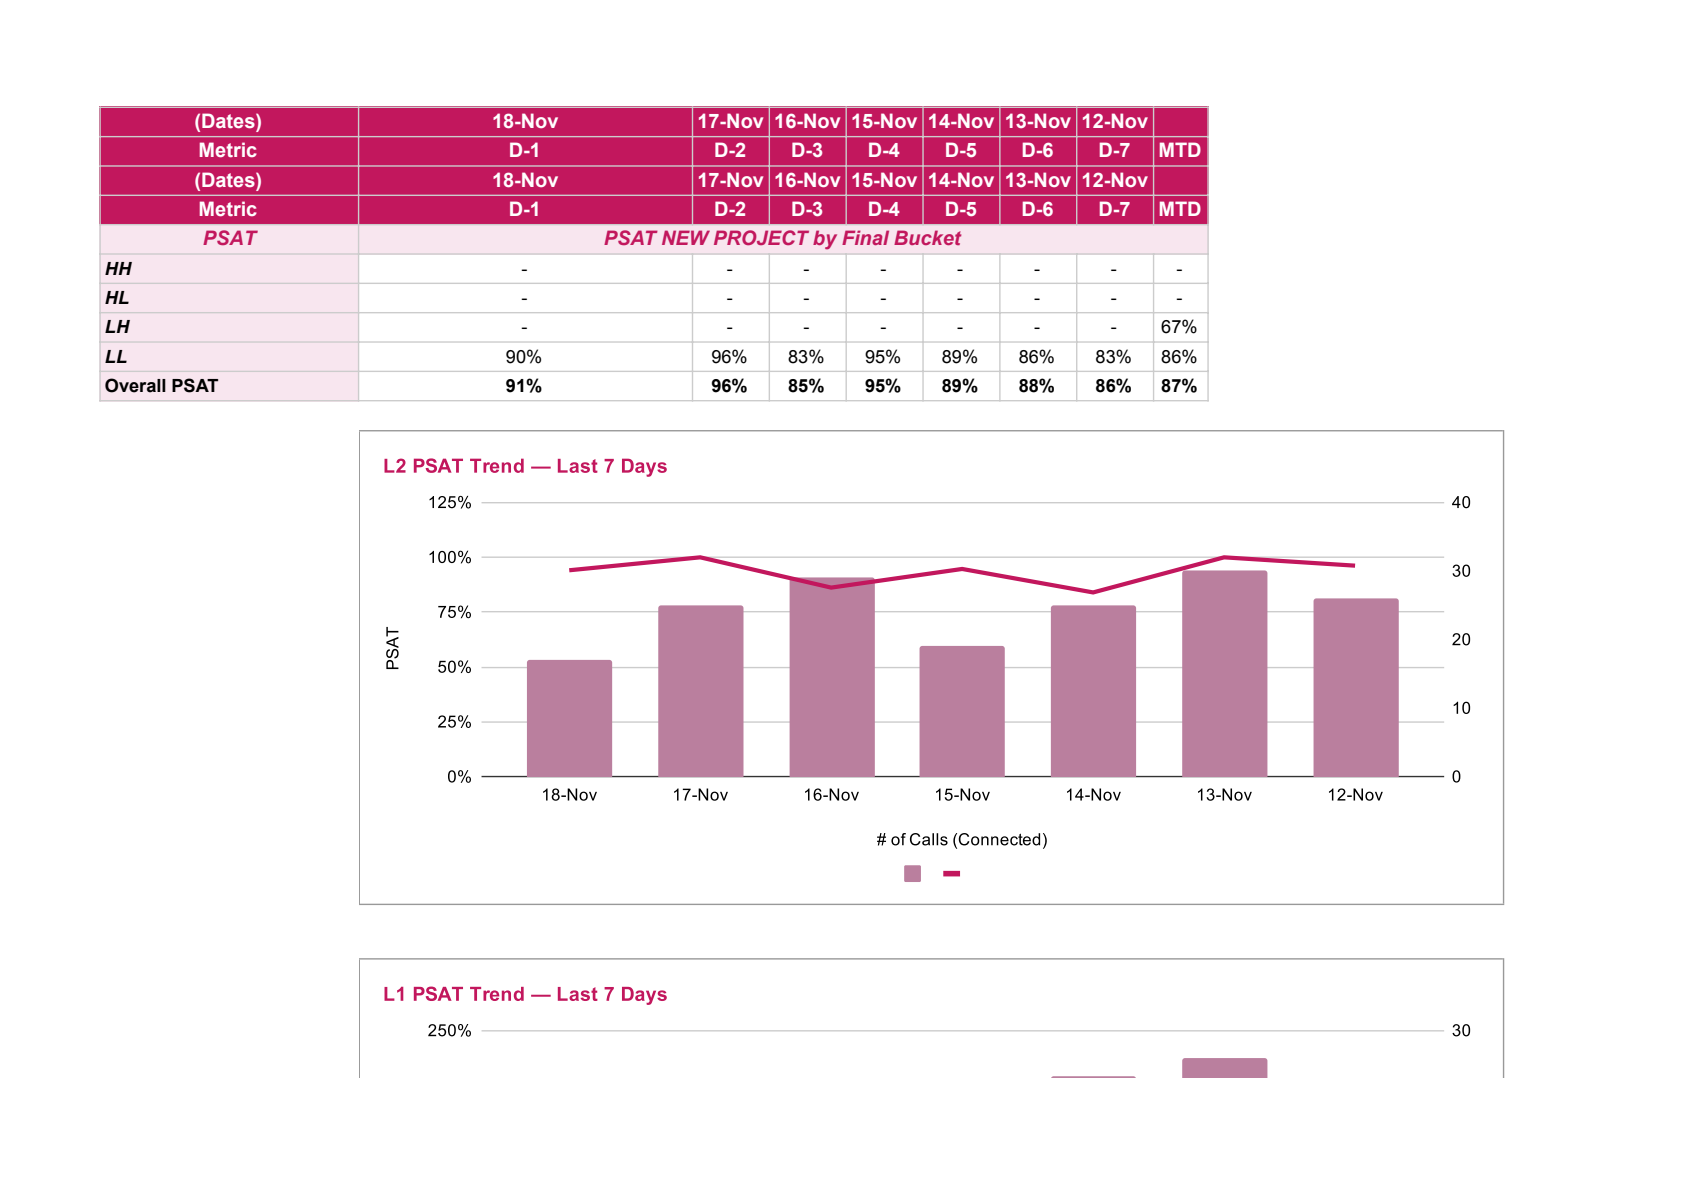 (Dates) 18-Nov 17-Nov 16-Nov 15-Nov 14-Nov 13-Nov 12-Nov
Metric D-1 D-2 D-3 D-4 D-5 D-6 D-7 MTD
(Dates) 18-Nov 17-Nov 16-Nov 15-Nov 14-Nov 13-Nov 12-Nov
Metric D-1 D-2 D-3 D-4 D-5 D-6 D-7 MTD
PSAT PSAT NEW PROJECT by Final Bucket
HH - - - - - - - -
HL - - - - - - - -
LH - - - - - - - 67%
LL 90% 96% 83% 95% 89% 86% 83% 86%
Overall PSAT 91% 96% 85% 95% 89% 88% 86% 87%
L2 PSAT Trend — Last 7 Days
125% 40
100% 30
75% 20
PSAT
50% 10
25% 0
0%
18-Nov 17-Nov 16-Nov 15-Nov 14-Nov 13-Nov 12-Nov
# of Calls (Connected)
L1 PSAT Trend — Last 7 Days
250% 30